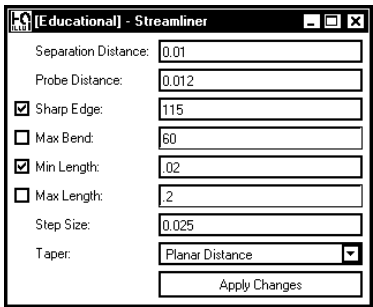 [Educational] - Streamliner
Separation Distance: 0.01
Probe Distance: 0.012
Sharp Edge: 115
Max Bend: 60
Min Length: .02
Max Length: .2
Step Size: 0.025
Taper: Planar Distance
Apply Changes